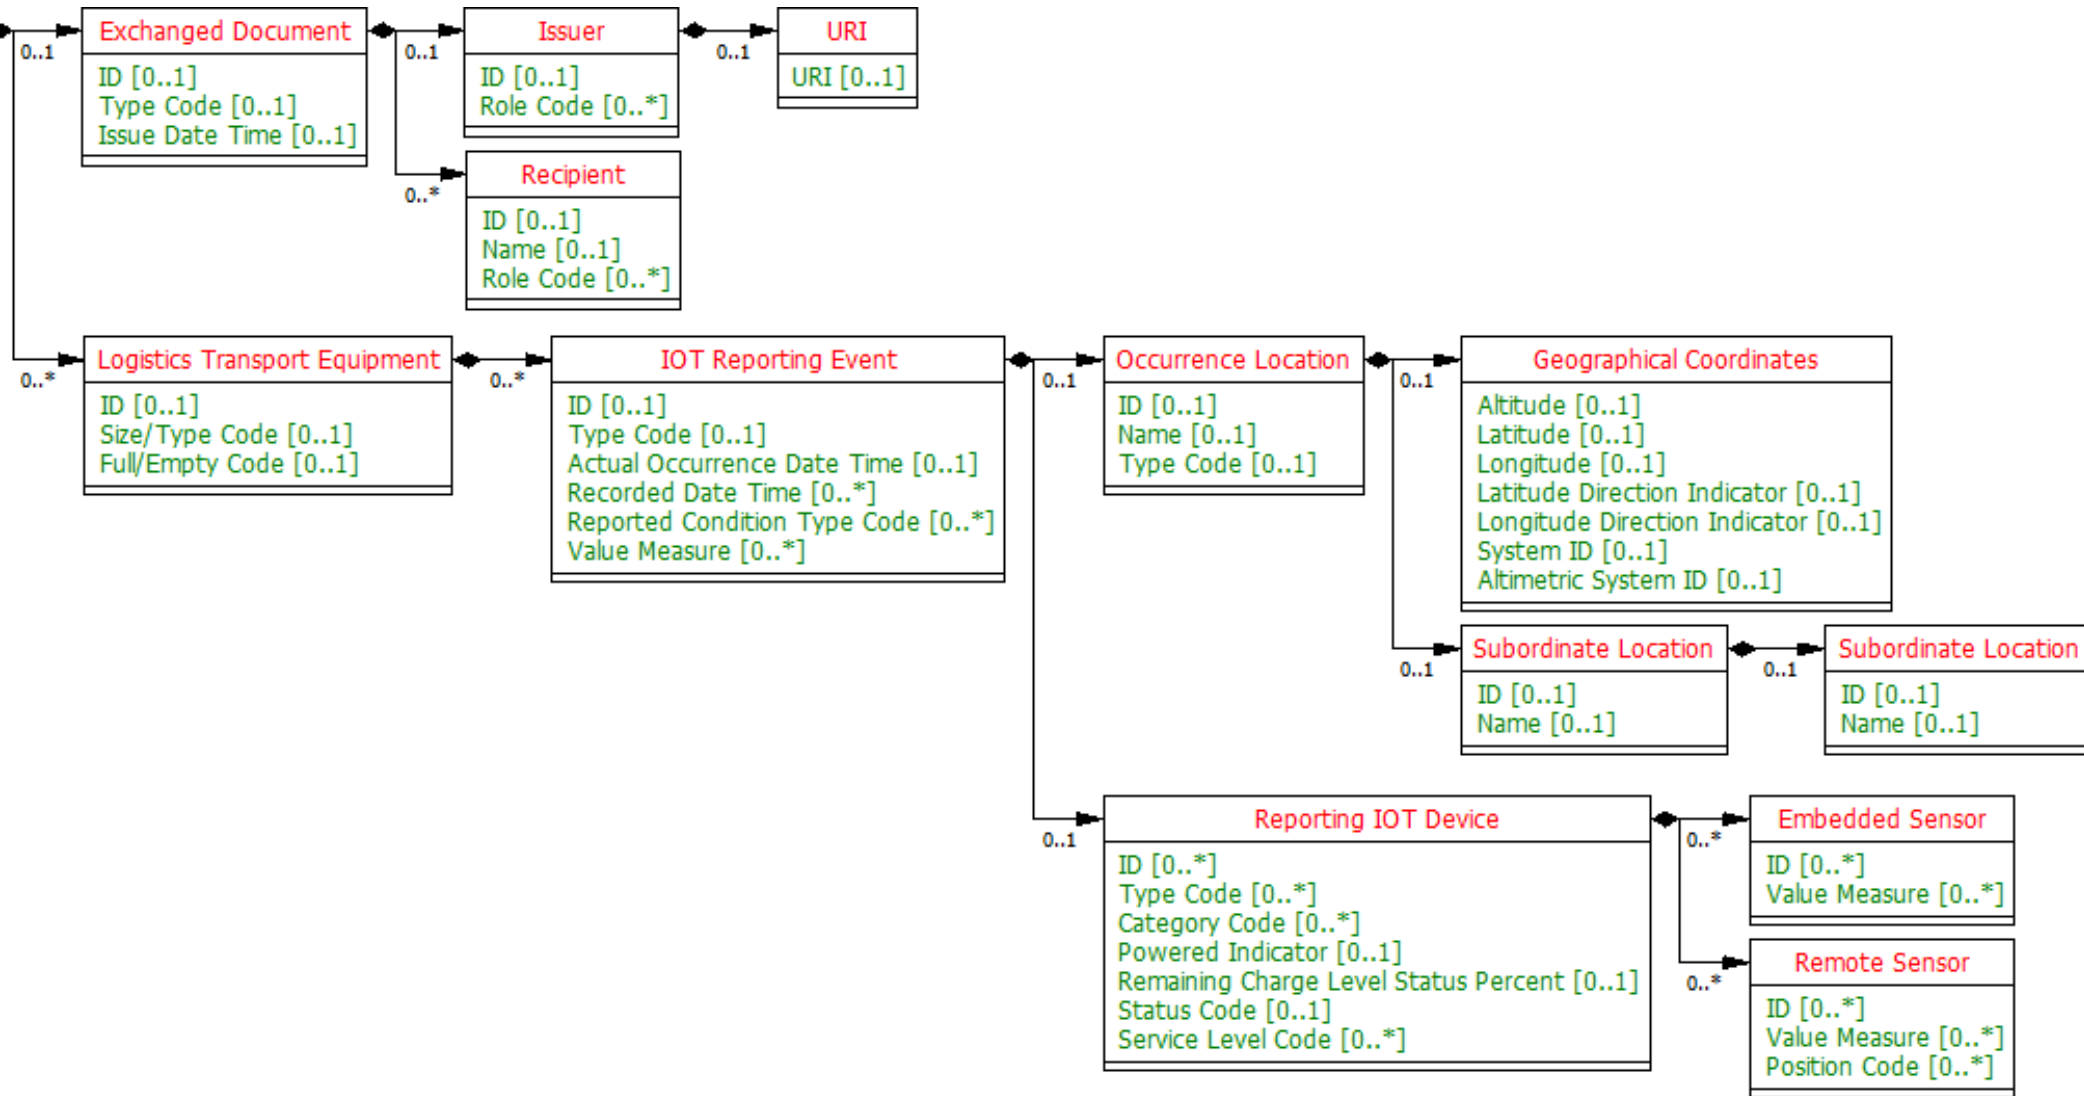 Exchanged Document
ID [0..1]
Type Code [0..1]
Issue Date Time [0..1]
0..1
0..1
Issuer
ID [0..1]
Role Code [0..*]
0..1
URI
URI [0..1]
0..*
Recipient
ID [0..1]
Name [0..1]
Role Code [0..*]
0..*
Logistics Transport Equipment
ID [0..1]
Size/Type Code [0..1]
Full/Empty Code [0..1]
0..*
IOT Reporting Event
ID [0..1]
Type Code [0..1]
Actual Occurrence Date Time [0..1]
Recorded Date Time [0..*]
Reported Condition Type Code [0..*]
Value Measure [0..*]
0..1
Occurrence Location
ID [0..1]
Name [0..1]
Type Code [0..1]
0..1
Geographical Coordinates
Altitude [0..1]
Latitude [0..1]
Longitude [0..1]
Latitude Direction Indicator [0..1]
Longitude Direction Indicator [0..1]
System ID [0..1]
Altimetric System ID [0..1]
0..1
Subordinate Location
ID [0..1]
Name [0..1]
0..1
Subordinate Location
ID [0..1]
Name [0..1]
0..1
Reporting IOT Device
ID [0..*]
Type Code [0..*]
Category Code [0..*]
Powered Indicator [0..1]
Remaining Charge Level Status Percent [0..1]
Status Code [0..1]
Service Level Code [0..*]
0..*
Embedded Sensor
ID [0..*]
Value Measure [0..*]
0..*
Remote Sensor
ID [0..*]
Value Measure [0..*]
Position Code [0..*]